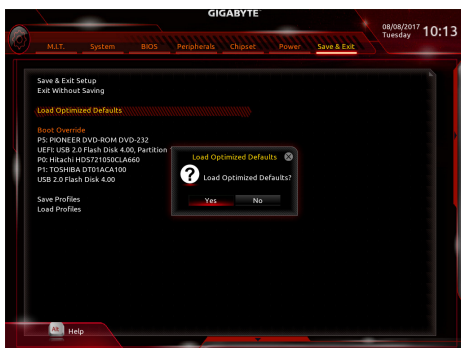 GIGABYTE
08/08/2017 Tuesday 10:13
M.I.T. System BIOS Peripherals Chipset Power Save & Exit
Save & Exit Setup
Exit Without Saving
Load Optimized Defaults
Boot Override
P5: PIONEER DVD-ROM DVD-232
UEFI: USB 2.0 Flash Disk 4.00, Partition
P0: Hitachi HDS721050CLA660
P1: TOSHIBA DT01ACA100
USB 2.0 Flash Disk 4.00
Save Profiles
Load Profiles
Load Optimized Defaults
Load Optimized Defaults?
Yes No
Alt Help